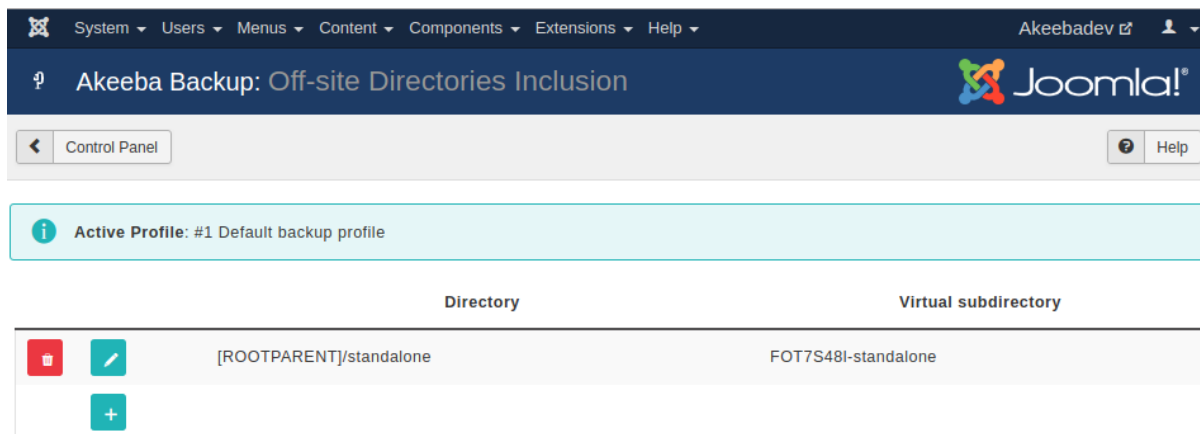 System Users Menus Content Components Extensions Help Akeebadev
Akeeba Backup: Off-site Directories Inclusion Joomla!®
Control Panel Help
Active Profile: #1 Default backup profile
Directory Virtual subdirectory
[ROOTPARENT]/standalone FOT7S48l-standalone